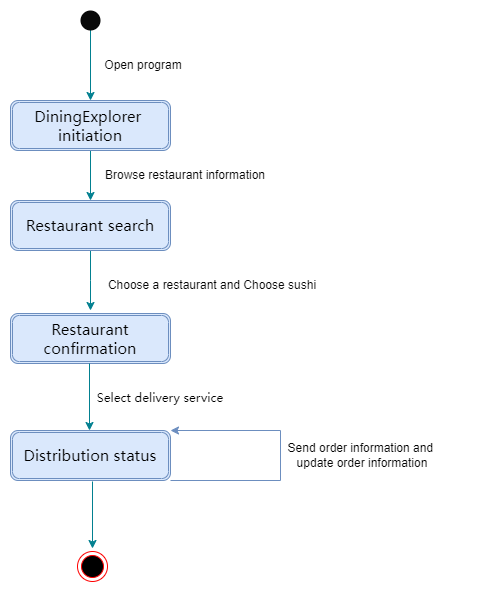 Open program
DiningExplorer
initiation
Browse restaurant information
Restaurant search
Choose a restaurant and Choose sushi
Restaurant
confirmation
Select delivery service
Distribution status
Send order information and
update order information